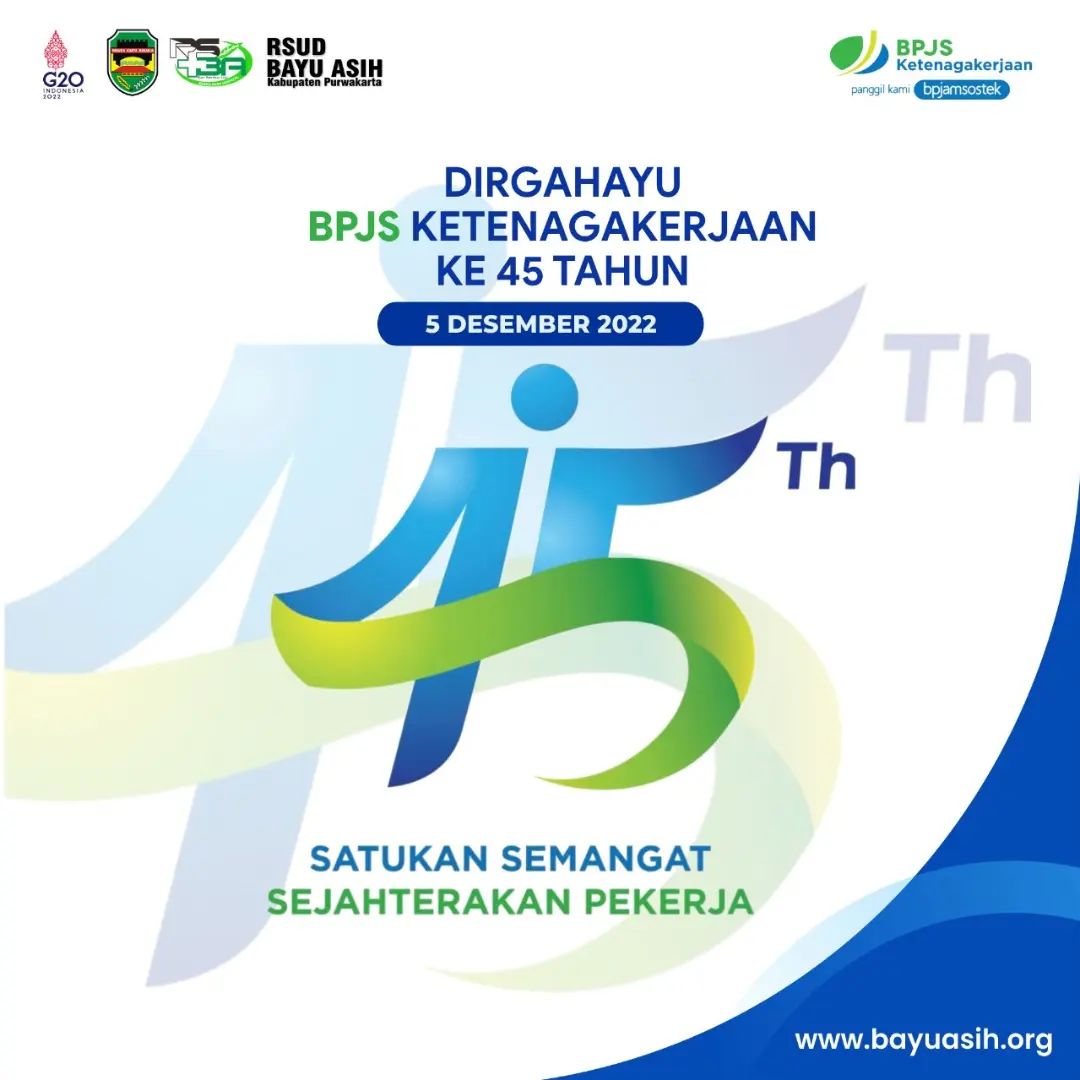 G20
INDONESIA
2022
RSUD
BAYU ASIH
Kabupaten Purwakarta
BPJS
Ketenagakerjaan
panggil kami bpjamsostek
DIRGAHAYU
BPJS KETENAGAKERJAAN
KE 45 TAHUN
5 DESEMBER 2022
Th
45 Th
SATUKAN SEMANGAT
SEJAHTERAKAN PEKERJA
www.bayuasih.org